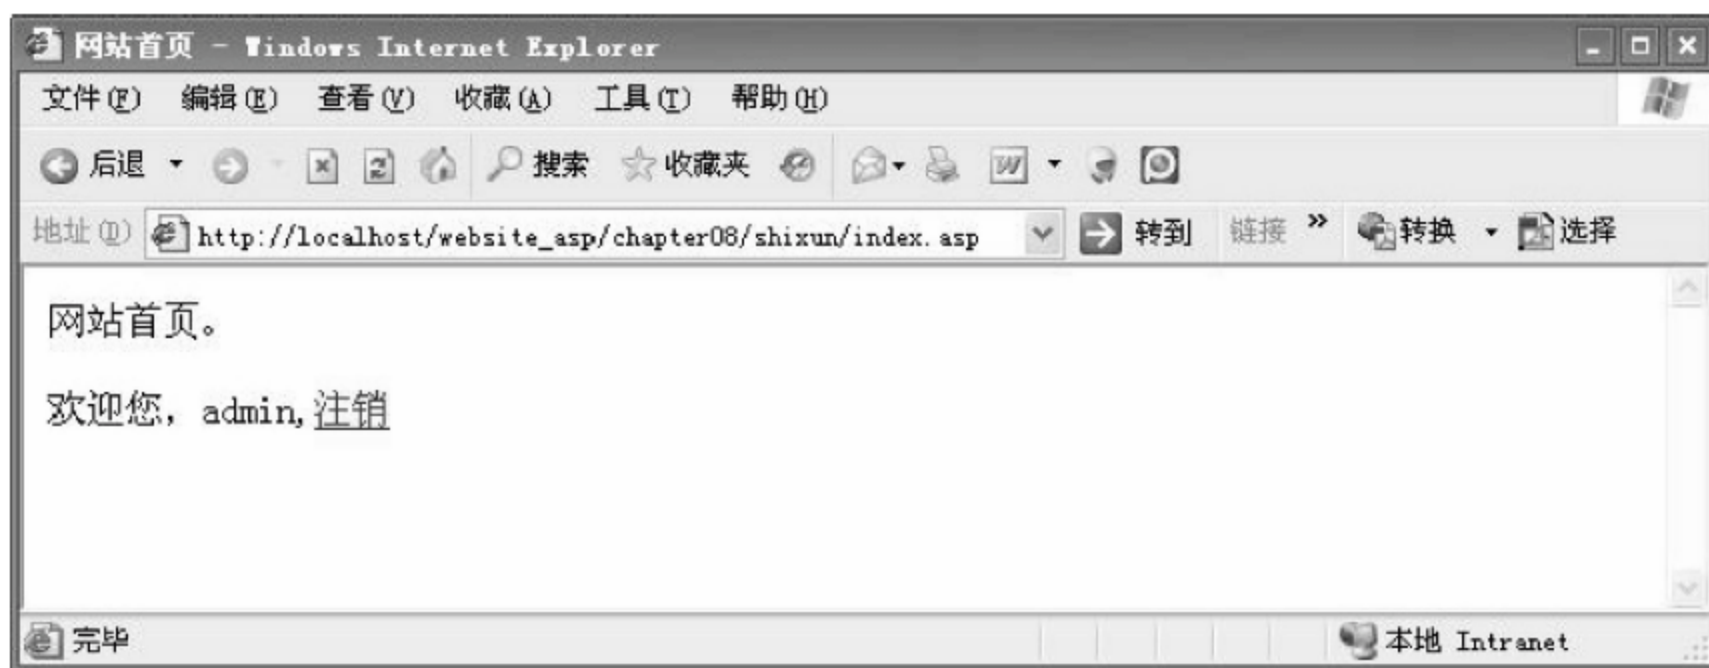 网站首页 - Windows Internet Explorer
文件(F) 编辑(E) 查看(V) 收藏(A) 工具(T) 帮助(H)
后退 搜索 收藏夹 W
地址(D) http://localhost/website_asp/chapter08/shixun/index.asp 转到 链接 » 转换 选择
网站首页。
欢迎您，admin,注销
完毕 本地 Intranet